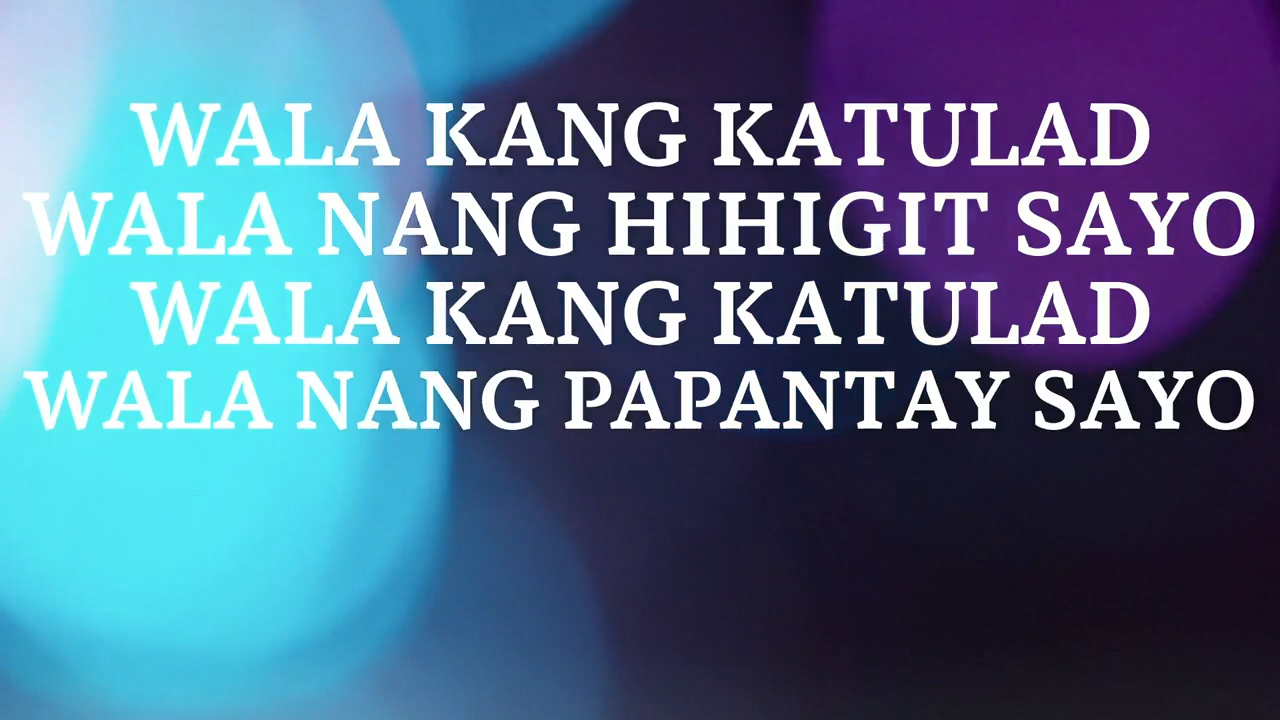 WALA KANG KATULAD
WALA NANG HIHIGIT SAYO
WALA KANG KATULAD
WALA NANG PAPANTAY SAYO